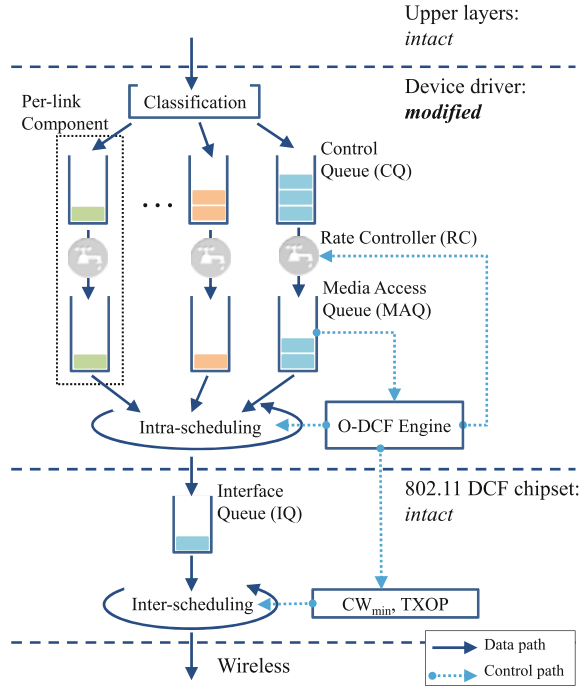 Upper layers:
intact
Device driver:
modified
Per-link
Component
Classification
Control
Queue (CQ)
...
Rate Controller (RC)
Media Access
Queue (MAQ)
Intra-scheduling
O-DCF Engine
802.11 DCF chipset:
intact
Interface
Queue (IQ)
Inter-scheduling
CWmin, TXOP
Wireless
Data path
Control path